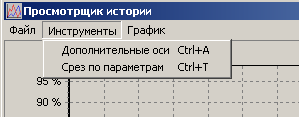 Просмотрщик истории
Файл Инструменты График
Дополнительные оси Ctrl+A
Срез по параметрам Ctrl+T
95 %
90 %